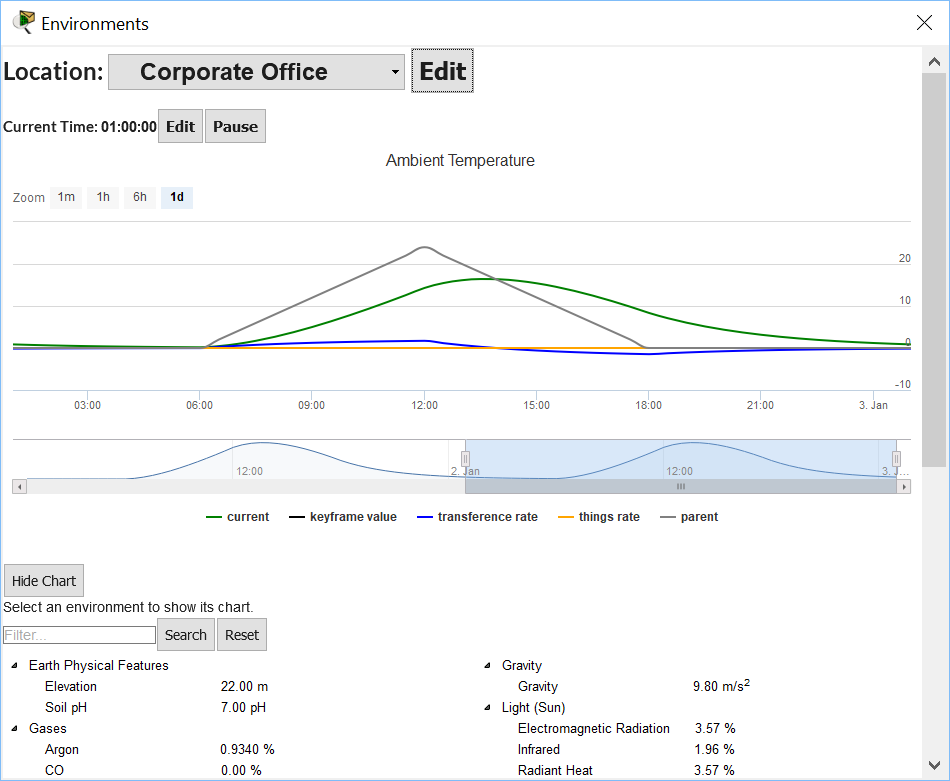 Environments
Location: Corporate Office Edit
Current Time: 01:00:00 Edit Pause
Ambient Temperature
Zoom 1m 1h 6h 1d
20
10
0
-10
03:00 06:00 09:00 12:00 15:00 18:00 21:00 3. Jan
12:00 2. Jan 12:00 3. J...
current keyframe value transference rate things rate parent
Hide Chart
Select an environment to show its chart.
Filter... Search Reset
Earth Physical Features
Elevation 22.00 m
Soil pH 7.00 pH
Gases
Argon 0.9340 %
CO 0.00 %
Gravity
Gravity 9.80 m/s²
Light (Sun)
Electromagnetic Radiation 3.57 %
Infrared 1.96 %
Radiant Heat 3.57 %